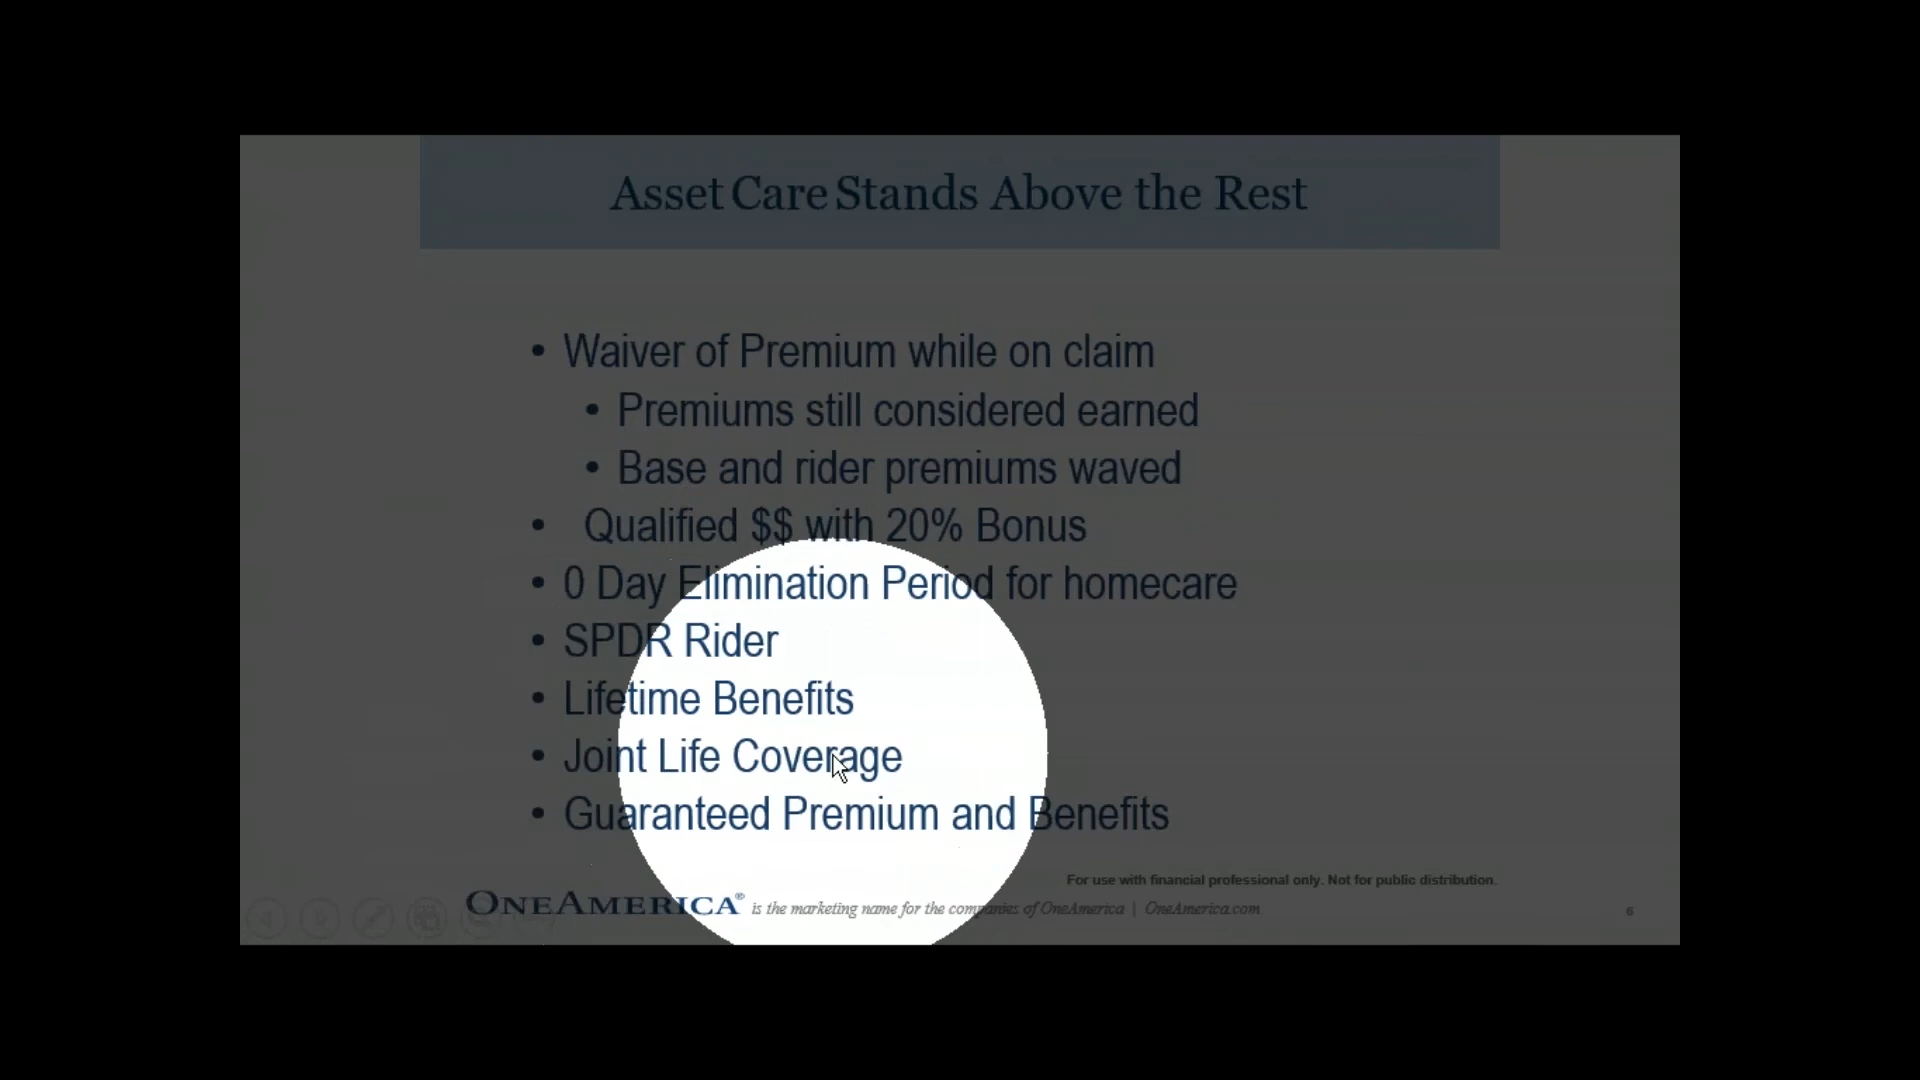 Asset Care Stands Above the Rest
• Waiver of Premium while on claim
• Premiums still considered earned
• Base and rider premiums waved
• Qualified $$ with 20% Bonus
• 0 Day Elimination Period for homecare
• SPDR Rider
• Lifetime Benefits
• Joint Life Coverage
• Guaranteed Premium and Benefits
For use with financial professional only. Not for public distribution.
ONEAMERICA® is the marketing name for the companies of OneAmerica | OneAmerica.com
6